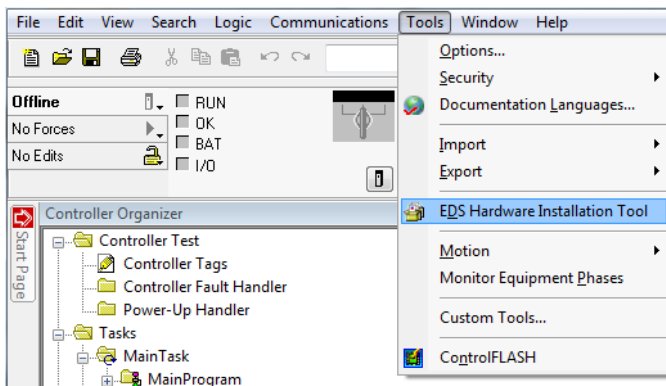 File Edit View Search Logic Communications Tools Window Help
Options...
Security
Documentation Languages...
Import
Export
EDS Hardware Installation Tool
Motion
Monitor Equipment Phases
Custom Tools...
ControlFLASH
Offline
RUN
No Forces
OK
No Edits
BAT
I/O
Start Page
Controller Organizer
Controller Test
Controller Tags
Controller Fault Handler
Power-Up Handler
Tasks
MainTask
MainProgram